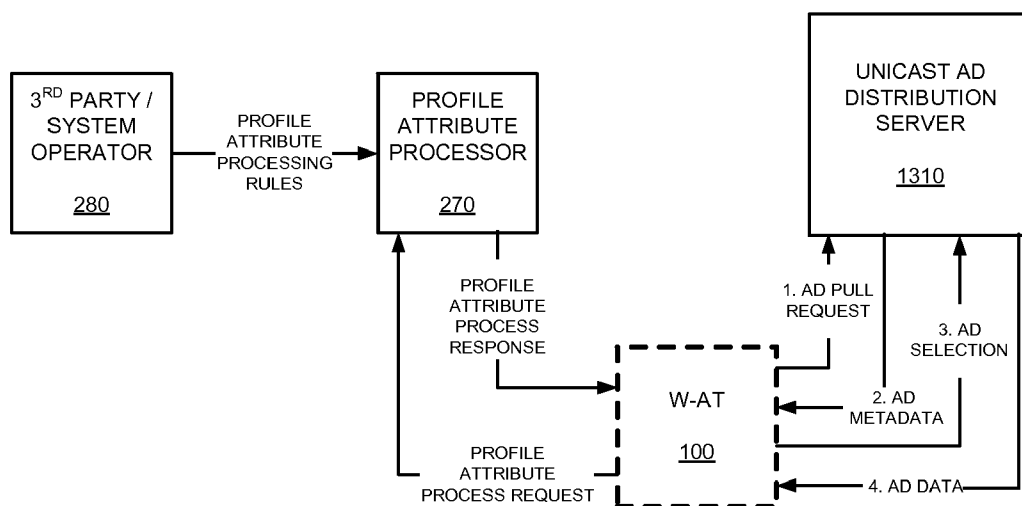 3RD PARTY /
SYSTEM
OPERATOR
280
PROFILE
ATTRIBUTE
PROCESSING
RULES
PROFILE
ATTRIBUTE
PROCESSOR
270
UNICAST AD
DISTRIBUTION
SERVER
1310
PROFILE
ATTRIBUTE
PROCESS
RESPONSE
1. AD PULL
REQUEST
3. AD
SELECTION
2. AD
METADATA
W-AT
100
PROFILE
ATTRIBUTE
PROCESS REQUEST
4. AD DATA